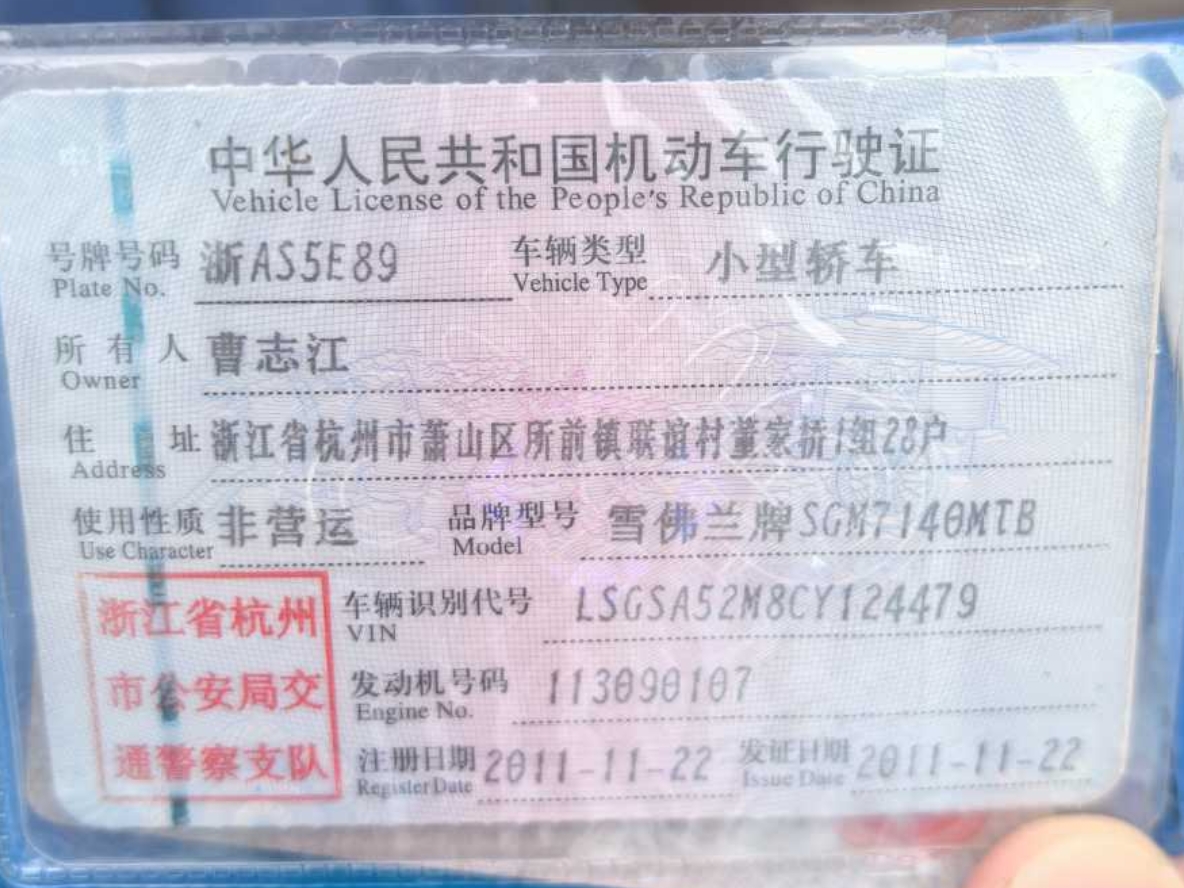 中华人民共和国机动车行驶证
Vehicle License of the People's Republic of China
号牌号码 浙AS5E89 车辆类型 小型轿车
Plate No. Vehicle Type
所有人 曹志江
Owner
住址 浙江省杭州市萧山区所前镇联谊村董家桥1组28户
Address
使用性质 非营运 品牌型号 雪佛兰牌SGM7140MTB
Use Character Model
浙江省杭州 车辆识别代号 LSGSA52M8CY124479
VIN
市公安局交 发动机号码 113090107
Engine No.
通警察支队 注册日期 2011-11-22 发证日期 2011-11-22
Register Date Issue Date